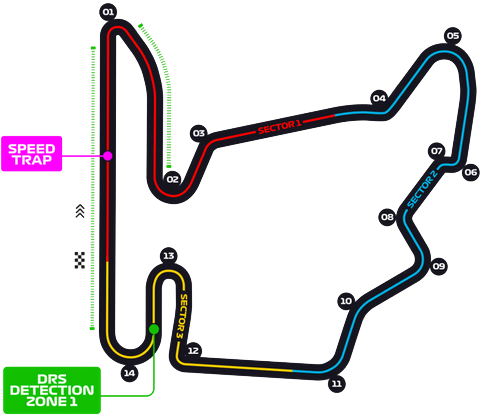 01
05
04
SPEED
TRAP
03
SECTOR 1
02
07
06
SECTOR 2
08
13
09
10
SECTOR 3
12
14
11
DRS
DETECTION
ZONE 1